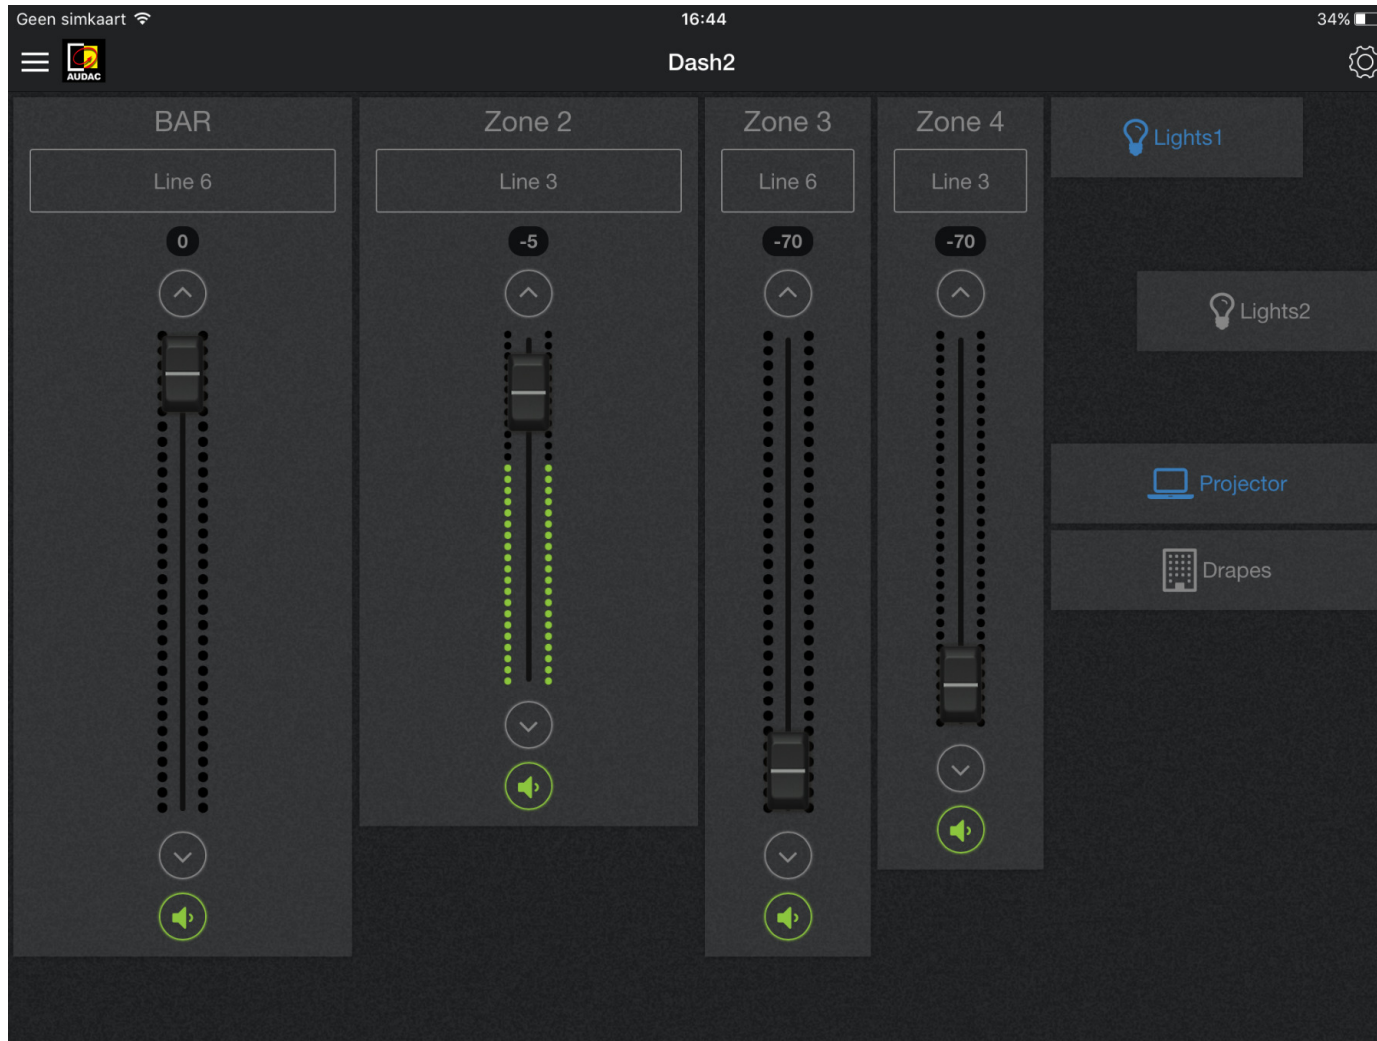 Geen simkaart
16:44
34%
AUDAC
Dash2
BAR
Line 6
0
Zone 2
Line 3
-5
Zone 3
Line 6
-70
Zone 4
Line 3
-70
Lights1
Lights2
Projector
Drapes